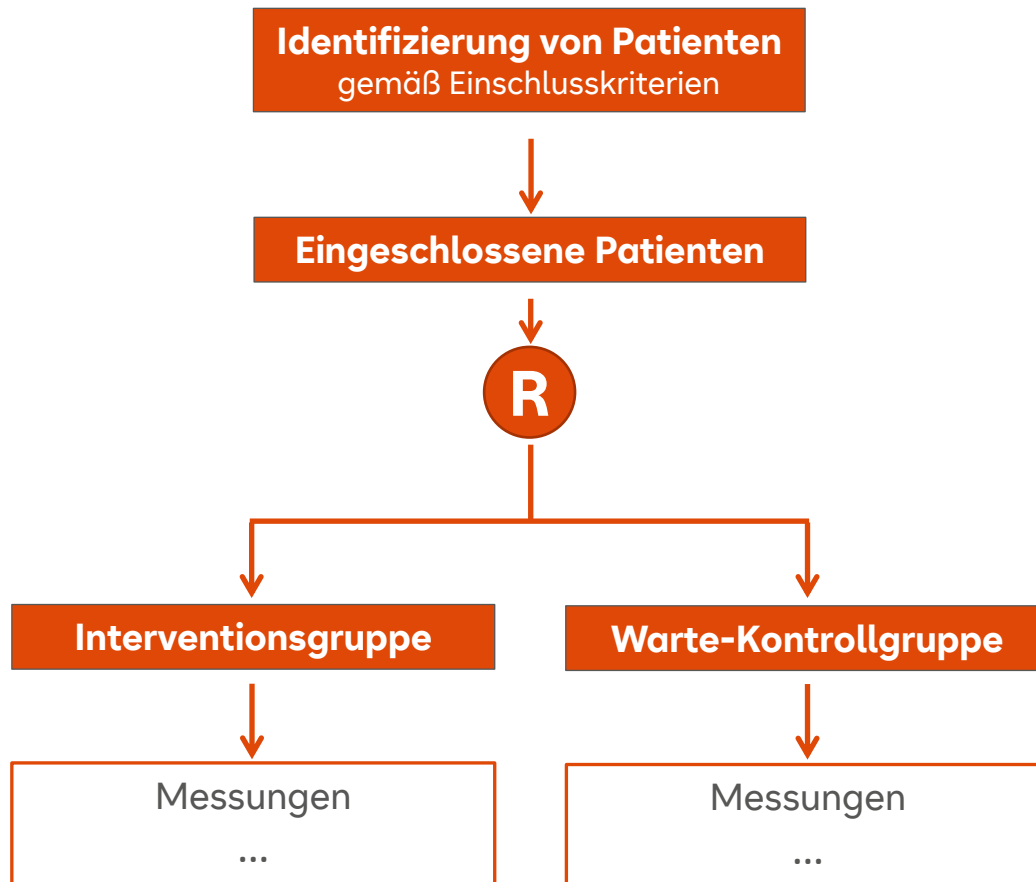 Identifizierung von Patienten
gemäß Einschlusskriterien
Eingeschlossene Patienten
R
Interventionsgruppe
Warte-Kontrollgruppe
Messungen
...
Messungen
...